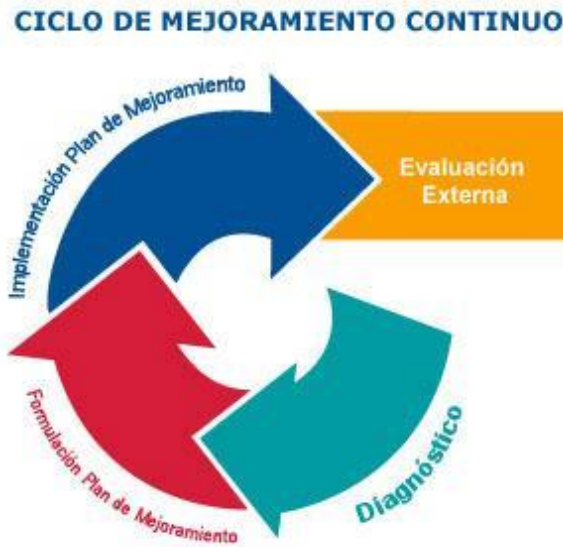 CICLO DE MEJORAMIENTO CONTINUO
Implementación Plan de Mejoramiento
Evaluación
Externa
Diagnóstico
Formulación Plan de Mejoramiento